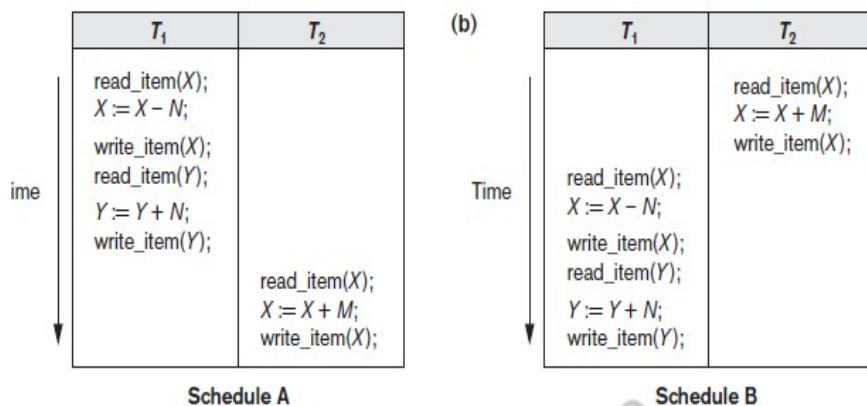 T1 T2
read_item(X);
X := X – N;
write_item(X);
read_item(Y);
Y := Y + N;
write_item(Y);
read_item(X);
X := X + M;
write_item(X);
ime
Schedule A
(b)
T1 T2
read_item(X);
X := X + M;
write_item(X);
read_item(X);
X := X – N;
write_item(X);
read_item(Y);
Y := Y + N;
write_item(Y);
Time
Schedule B